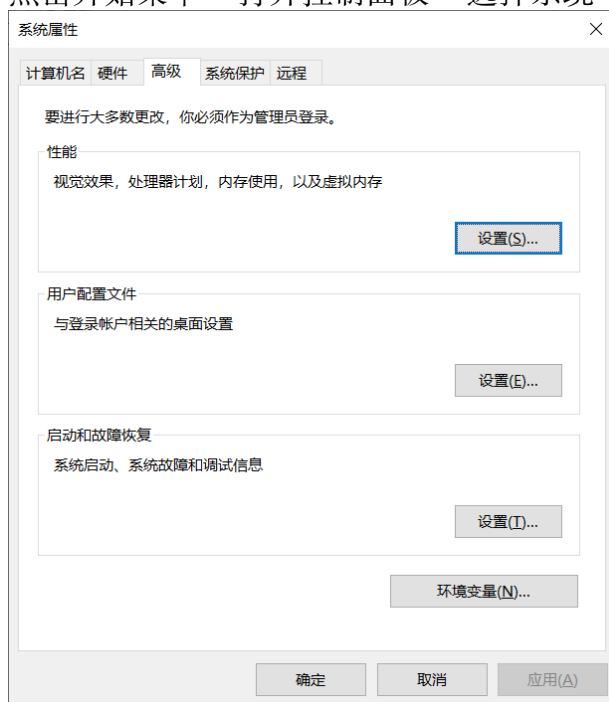 系统属性
计算机名 硬件 高级 系统保护 远程
要进行大多数更改，你必须作为管理员登录。
性能
视觉效果，处理器计划，内存使用，以及虚拟内存
设置(S)...
用户配置文件
与登录帐户相关的桌面设置
设置(E)...
启动和故障恢复
系统启动、系统故障和调试信息
设置(T)...
环境变量(N)...
确定 取消 应用(A)